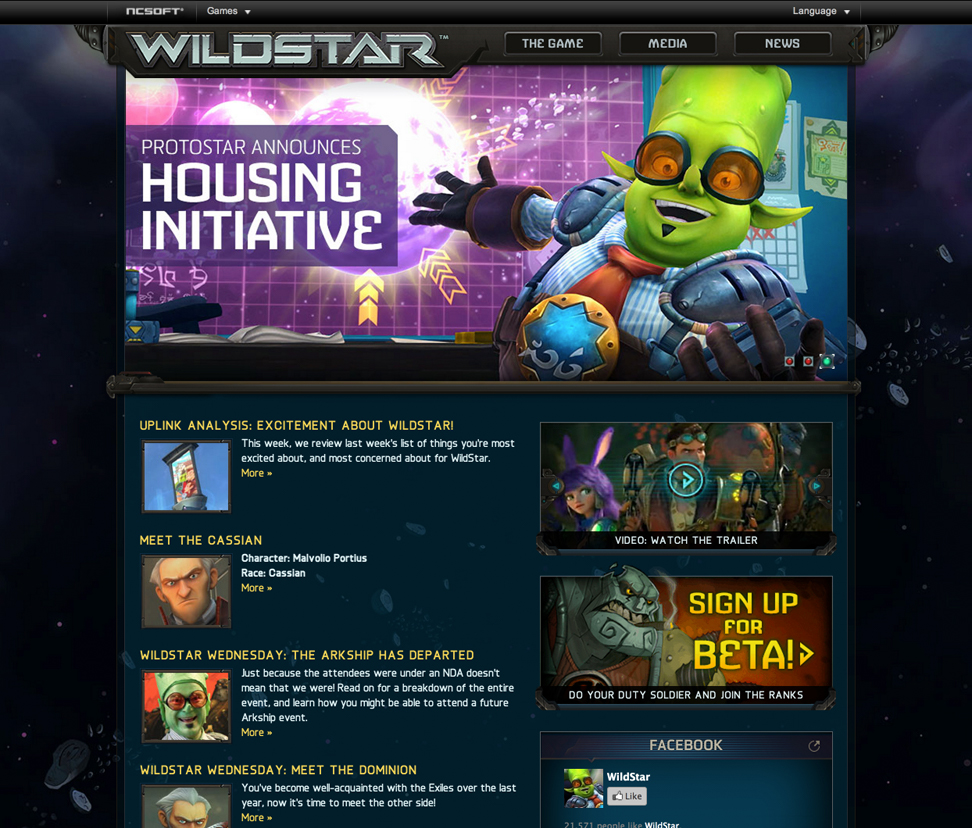 NCSOFT® Games Language
WILDSTAR™ THE GAME MEDIA NEWS
PROTOSTAR ANNOUNCES
HOUSING
INITIATIVE
UPLINK ANALYSIS: EXCITEMENT ABOUT WILDSTAR!
This week, we review last week's list of things you're most
excited about, and most concerned about for WildStar.
More »
MEET THE CASSIAN
Character: Malvolio Portius
Race: Cassian
More »
WILDSTAR WEDNESDAY: THE ARKSHIP HAS DEPARTED
Just because the attendees were under an NDA doesn't
mean that we were! Read on for a breakdown of the entire
event, and learn how you might be able to attend a future
Arkship event.
More »
WILDSTAR WEDNESDAY: MEET THE DOMINION
You've become well-acquainted with the Exiles over the last
year, now it's time to meet the other side!
More »
VIDEO: WATCH THE TRAILER
SIGN UP
FOR
BETA!
DO YOUR DUTY SOLDIER AND JOIN THE RANKS
FACEBOOK
WildStar
Like
21,571 people like WildStar.